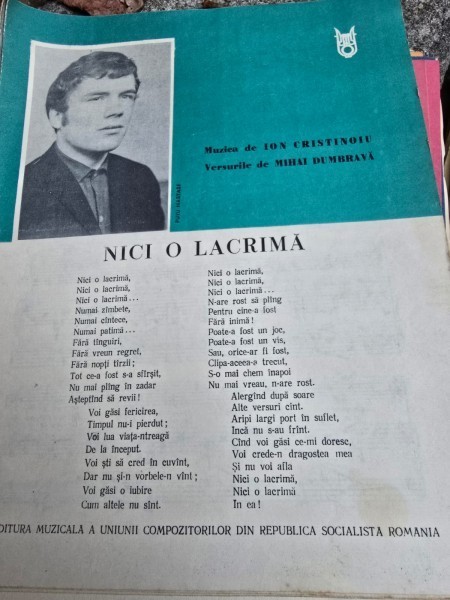 Muzica de ION CRISTINOIU
Versurile de MIHAI DUMBRAVĂ
NICI O LACRIMĂ
Nici o lacrimă,
Nici o lacrimă,
Nici o lacrimă...
Numai zîmbete,
Numai cîntece,
Numai patimă...
Fără tînguiri,
Fără vreun regret,
Fără nopți tîrzii;
Tot ce-a fost s-a sfîrșit,
Nu mai plîng în zadar
Așteptînd să revii!
Voi găsi fericirea,
Timpul nu-i pierdut;
Voi lua viața-ntreagă
De la început.
Voi ști să cred în cuvînt,
Dar nu și-n vorbele-n vînt;
Voi găsi o iubire
Cum altele nu sînt.
Nici o lacrimă,
Nici o lacrimă,
Nici o lacrimă...
N-are rost să plîng
Pentru cine-a fost
Fără inimă!
Poate-a fost un joc,
Poate-a fost un vis,
Sau, orice-ar fi fost,
Clipa-aceea-a trecut,
S-o mai chem înapoi
Nu mai vreau, n-are rost.
Alergînd după soare
Alte versuri cînt.
Aripi largi port în suflet,
Încă nu s-au frînt.
Cînd voi găsi ce-mi doresc,
Voi crede-n dragostea mea
Și nu voi afla
Nici o lacrimă,
Nici o lacrimă
În ea!
DITURA MUZICALĂ A UNIUNII COMPOZITORILOR DIN REPUBLICA SOCIALISTA ROMANIA